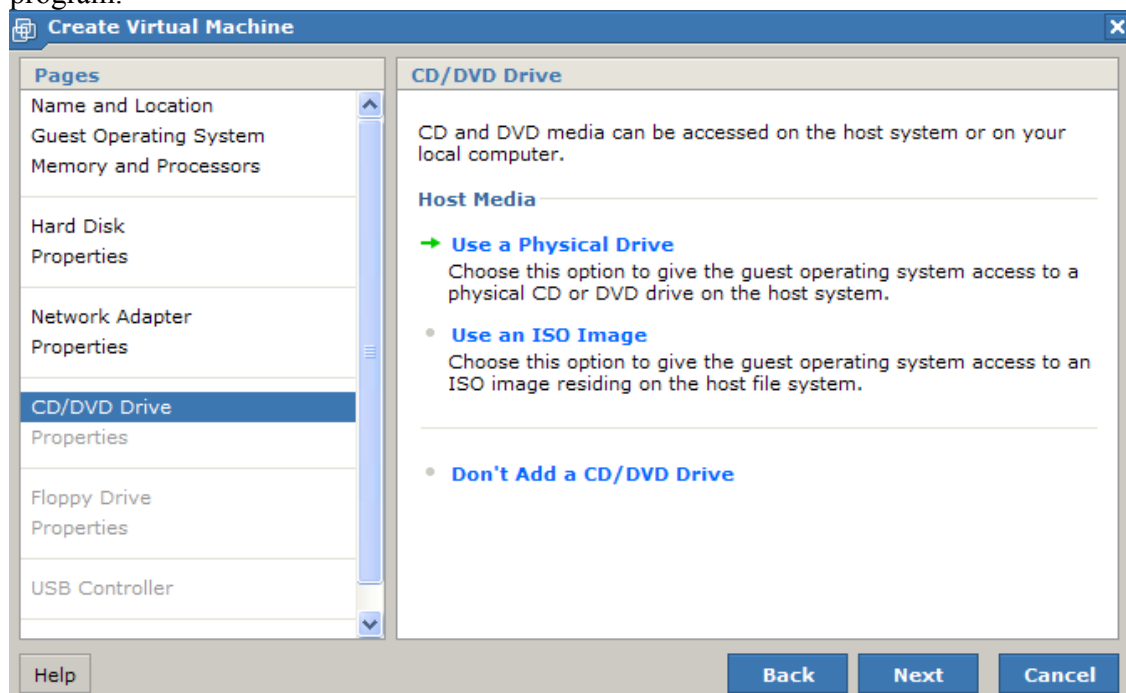 program.
Create Virtual Machine
Pages
Name and Location
Guest Operating System
Memory and Processors
Hard Disk
Properties
Network Adapter
Properties
CD/DVD Drive
Properties
Floppy Drive
Properties
USB Controller
CD/DVD Drive
CD and DVD media can be accessed on the host system or on your
local computer.
Host Media
Use a Physical Drive
Choose this option to give the guest operating system access to a
physical CD or DVD drive on the host system.
Use an ISO Image
Choose this option to give the guest operating system access to an
ISO image residing on the host file system.
Don't Add a CD/DVD Drive
Help
Back
Next
Cancel